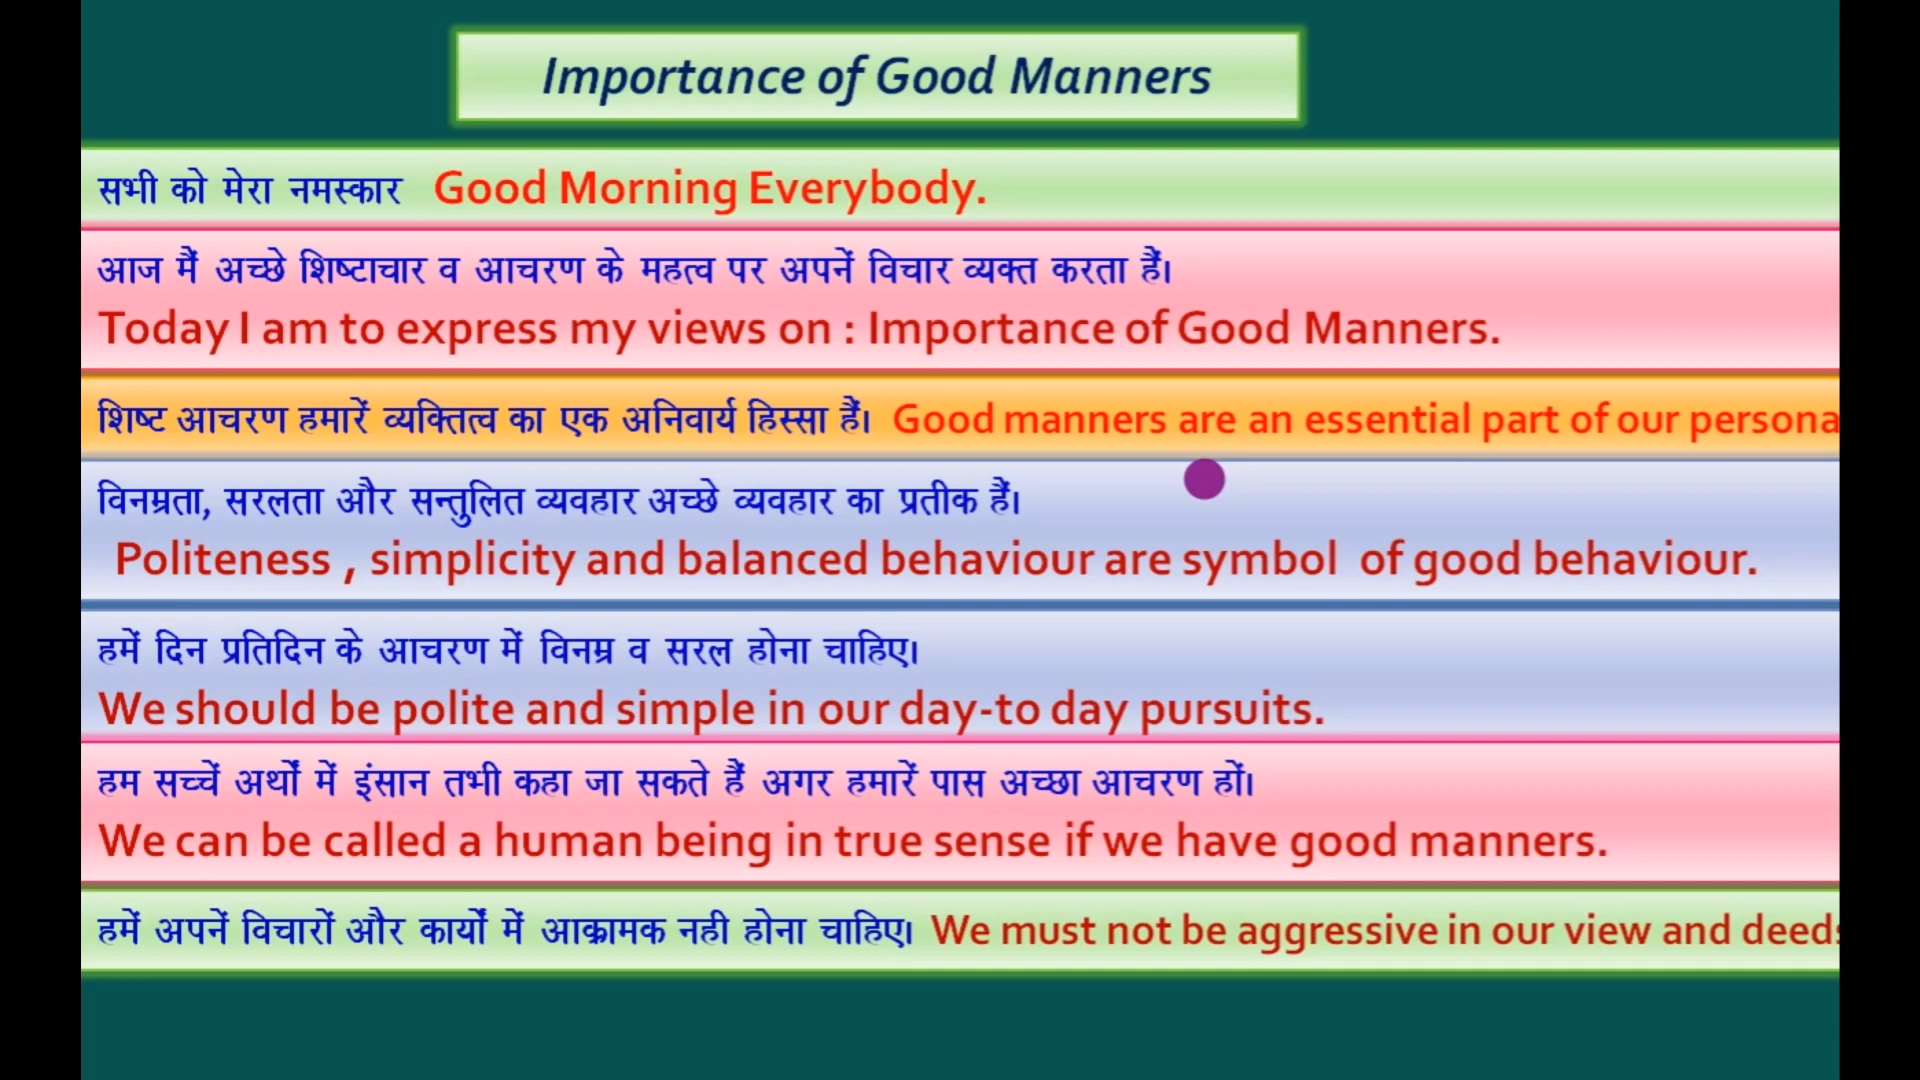 Importance of Good Manners
सभी को मेरा नमस्कार Good Morning Everybody.
आज मैं अच्छे शिष्टाचार व आचरण के महत्व पर अपनें विचार व्यक्त करता हैं।
Today I am to express my views on : Importance of Good Manners.
शिष्ट आचरण हमारें व्यक्तित्व का एक अनिवार्य हिस्सा हैं। Good manners are an essential part of our persona
विनम्रता, सरलता और सन्तुलित व्यवहार अच्छे व्यवहार का प्रतीक हैं।
Politeness , simplicity and balanced behaviour are symbol of good behaviour.
हमें दिन प्रतिदिन के आचरण में विनम्र व सरल होना चाहिए।
We should be polite and simple in our day-to day pursuits.
हम सच्चें अर्थों में इंसान तभी कहा जा सकते हैं अगर हमारें पास अच्छा आचरण हों।
We can be called a human being in true sense if we have good manners.
हमें अपनें विचारों और कार्यों में आक्रामक नही होना चाहिए। We must not be aggressive in our view and deeds